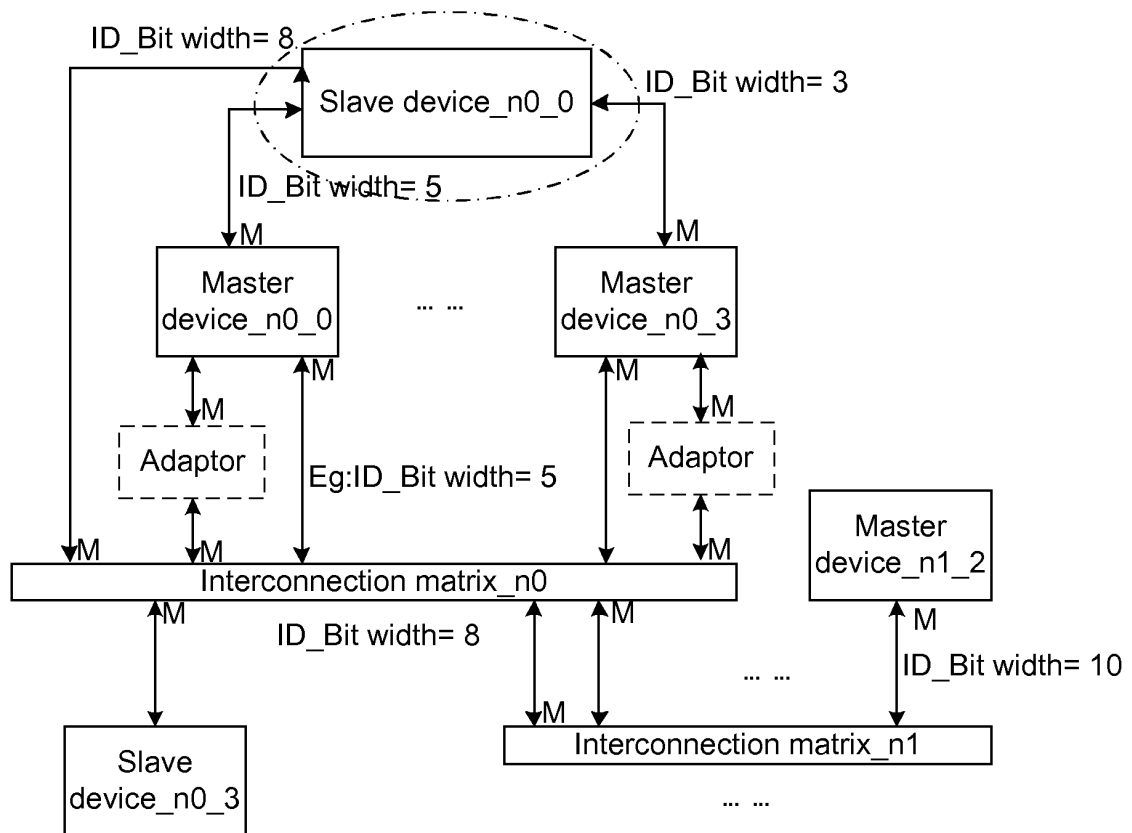 ID_Bit width= 8
Slave device_n0_0
ID_Bit width= 3
ID_Bit width= 5
M
M
Master
device_n0_0
... ...
Master
device_n0_3
M
M
M
M
Adaptor
Eg:ID_Bit width= 5
Adaptor
Master
device_n1_2
M
M
M
Interconnection matrix_n0
M
M
M
ID_Bit width= 8
ID_Bit width= 10
... ...
M
Interconnection matrix_n1
Slave
device_n0_3
... ...